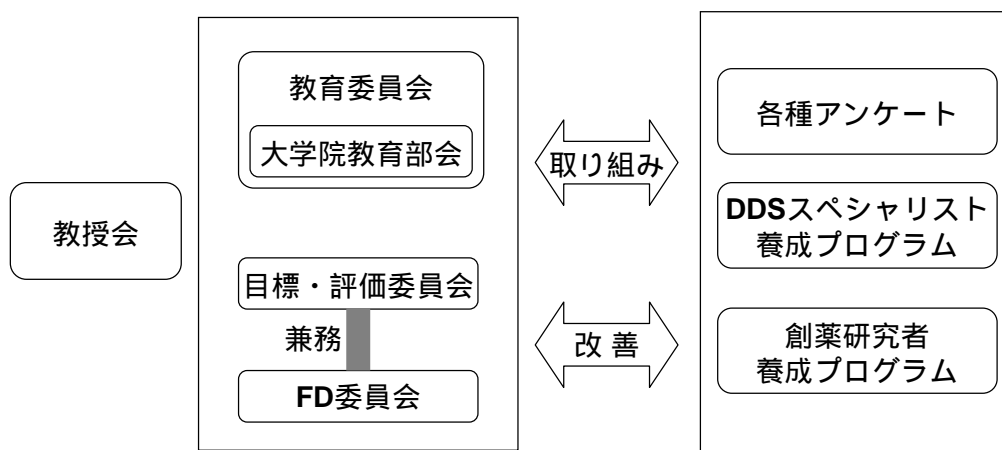 教授会
教育委員会
大学院教育部会
目標・評価委員会
兼務
FD委員会
取り組み
改 善
各種アンケート
DDSスペシャリスト
養成プログラム
創薬研究者
養成プログラム